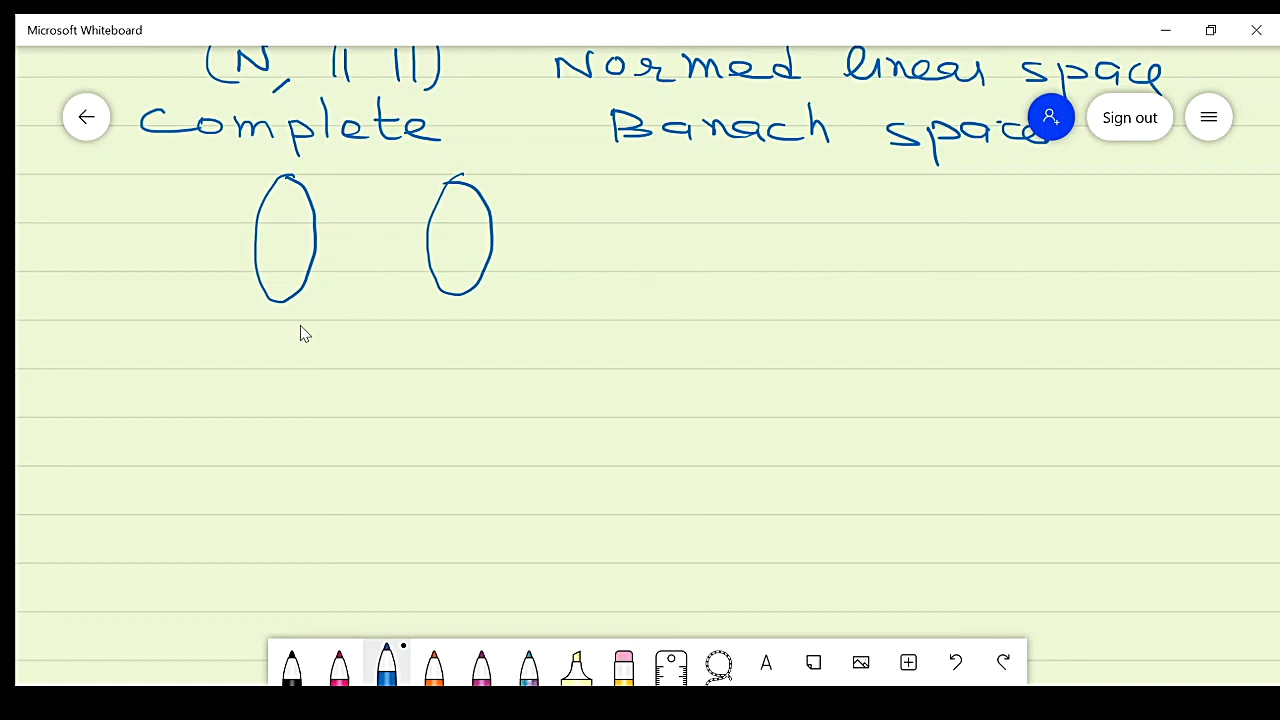 Microsoft Whiteboard
(N, || ||) Normed linear space
Sign out
Complete Banach space
A